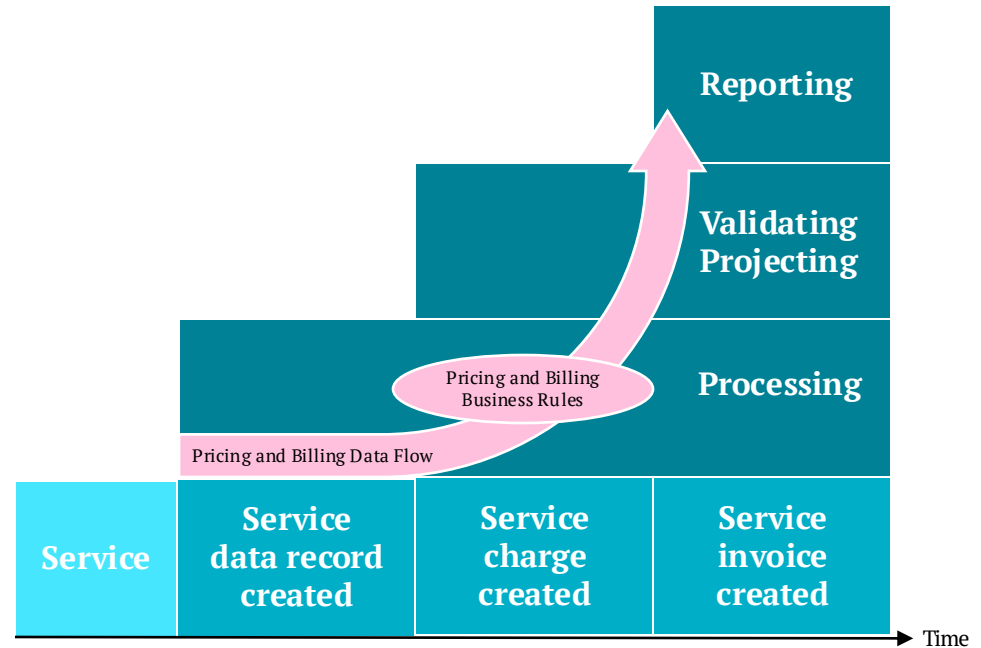 Reporting
Validating
Projecting
Pricing and Billing
Business Rules
Processing
Pricing and Billing Data Flow
Service
Service
data record
created
Service
charge
created
Service
invoice
created
Time